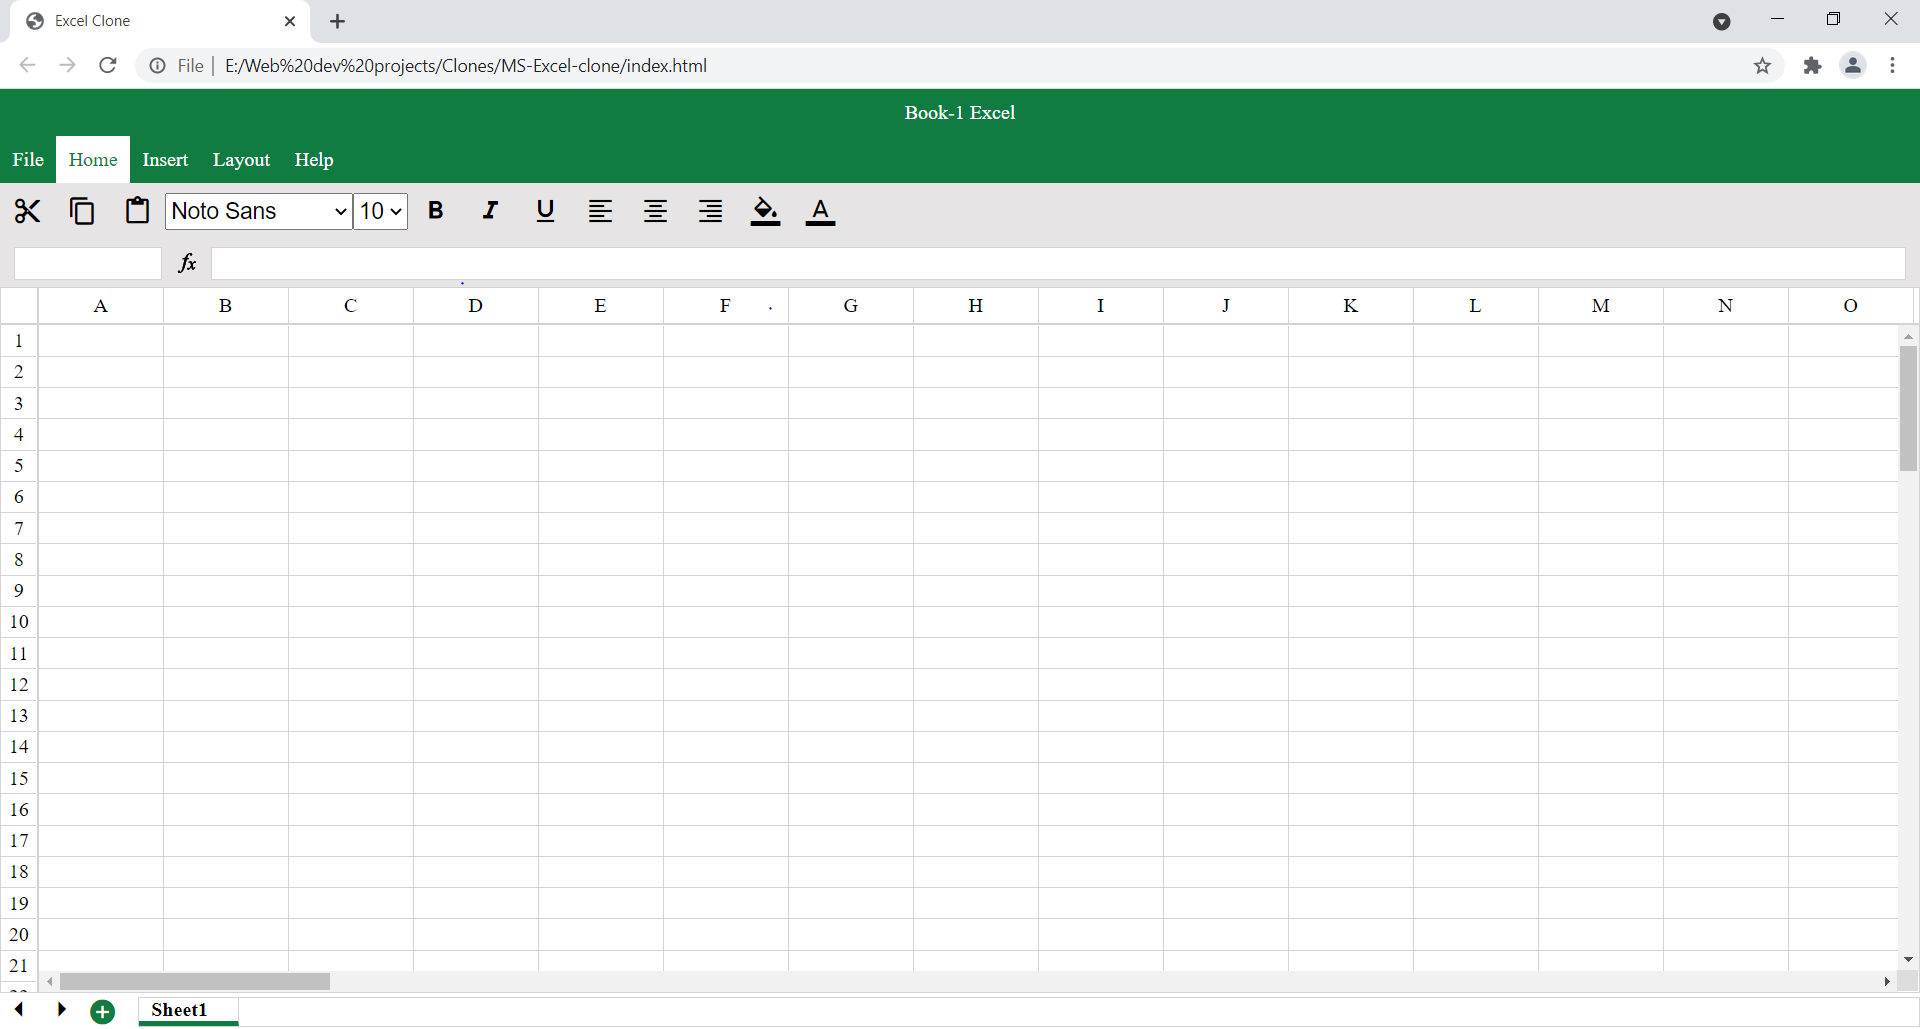 Excel Clone
File | E:/Web%20dev%20projects/Clones/MS-Excel-clone/index.html
Book-1 Excel
File Home Insert Layout Help
Noto Sans 10 B I U A
fx
A B C D E F G H I J K L M N O
1
2
3
4
5
6
7
8
9
10
11
12
13
14
15
16
17
18
19
20
21
Sheet1